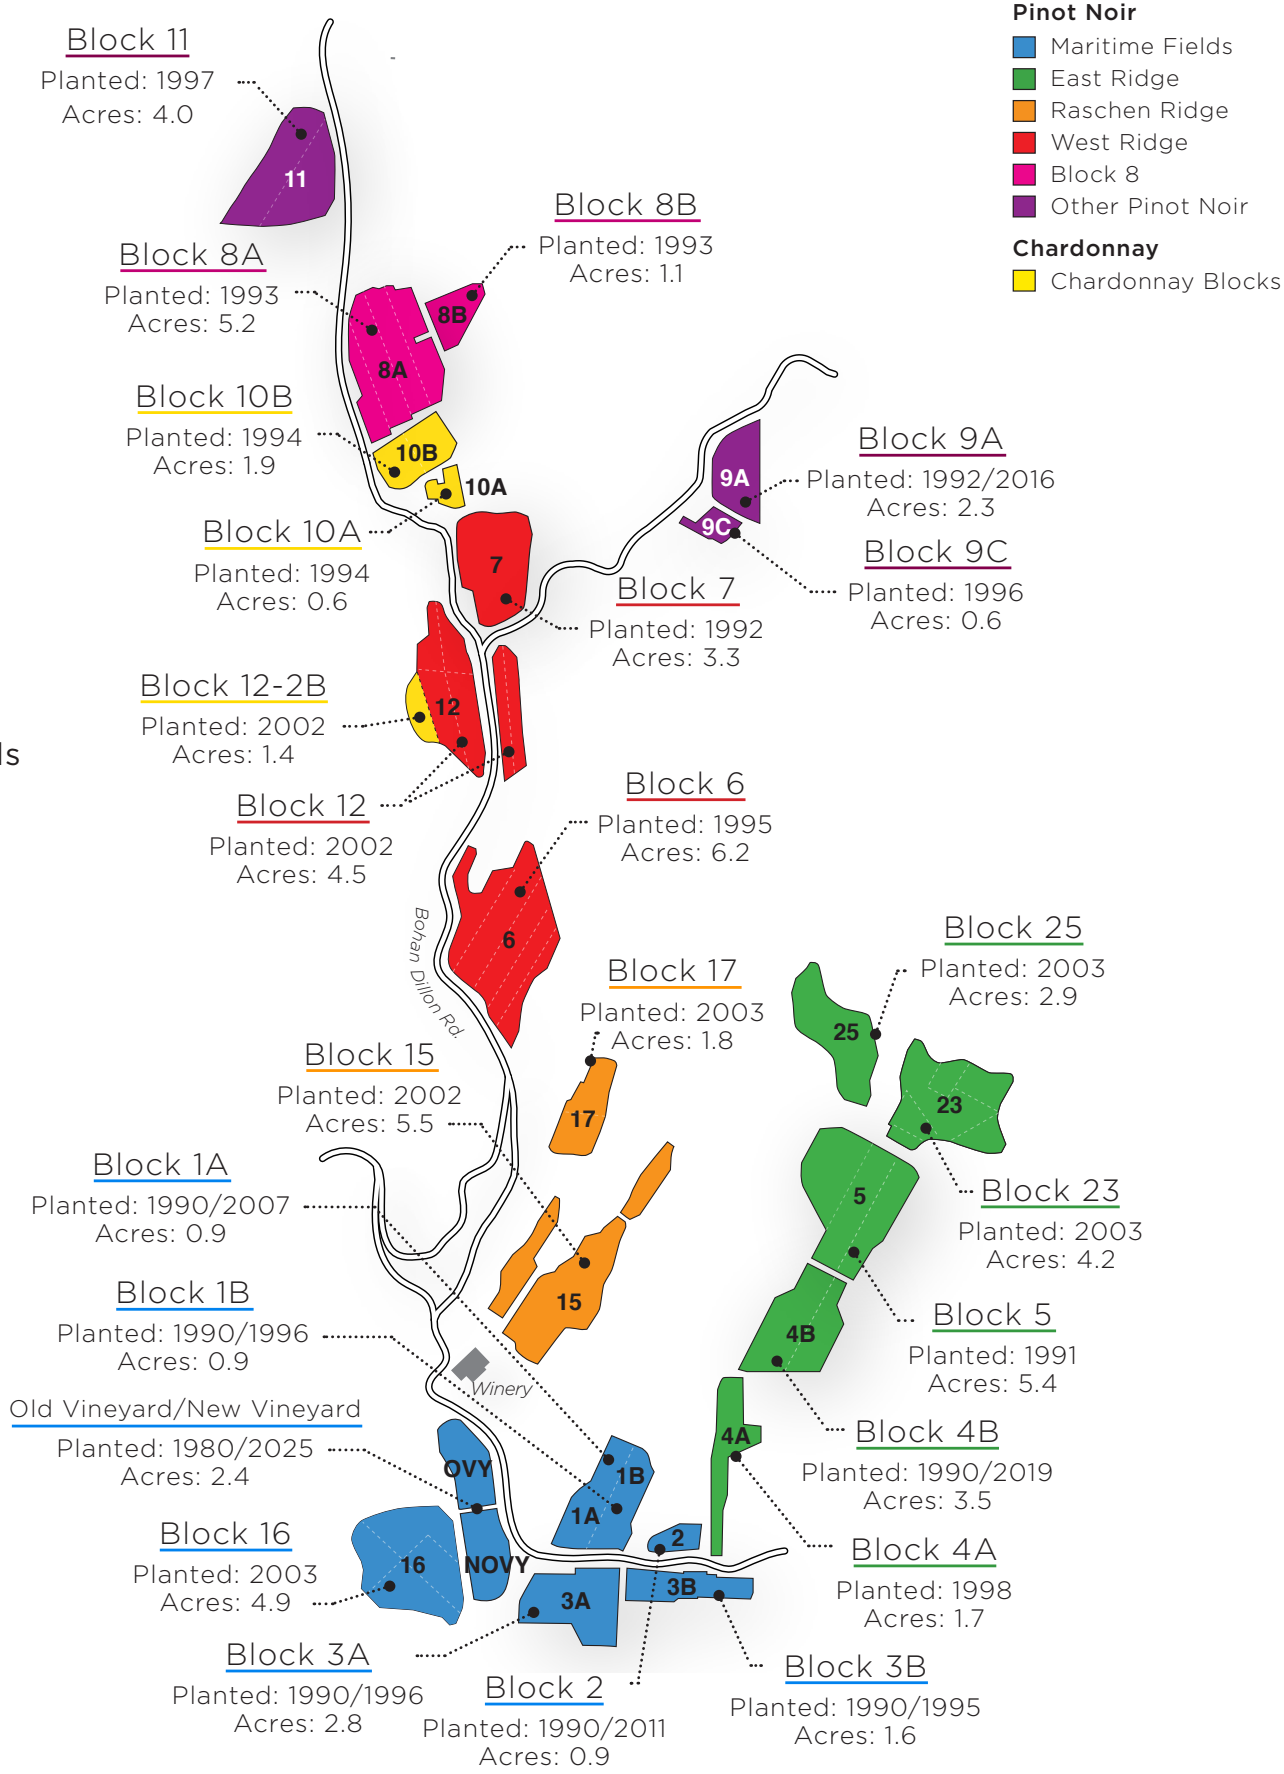 Pinot Noir
Maritime Fields
East Ridge
Raschen Ridge
West Ridge
Block 8
Other Pinot Noir
Chardonnay
Chardonnay Blocks
Block 11
Planted: 1997
Acres: 4.0
11
Block 8B
Planted: 1993
Acres: 1.1
8B
Block 8A
Planted: 1993
Acres: 5.2
8A
Block 10B
Planted: 1994
Acres: 1.9
10B
10A
Block 10A
Planted: 1994
Acres: 0.6
Block 9A
Planted: 1992/2016
Acres: 2.3
9A
9C
Block 9C
Planted: 1996
Acres: 0.6
7
Block 7
Planted: 1992
Acres: 3.3
Block 12-2B
Planted: 2002
Acres: 1.4
12
ls
Block 12
Planted: 2002
Acres: 4.5
Block 6
Planted: 1995
Acres: 6.2
6
Bohan Dillon Rd.
Block 25
Planted: 2003
Acres: 2.9
25
Block 17
Planted: 2003
Acres: 1.8
17
Block 15
Planted: 2002
Acres: 5.5
15
23
Block 23
Planted: 2003
Acres: 4.2
Block 1A
Planted: 1990/2007
Acres: 0.9
5
Block 5
Planted: 1991
Acres: 5.4
Block 1B
Planted: 1990/1996
Acres: 0.9
4B
Block 4B
Planted: 1990/2019
Acres: 3.5
Winery
Old Vineyard/New Vineyard
Planted: 1980/2025
Acres: 2.4
OVY
NOVY
1B
1A
4A
Block 4A
Planted: 1998
Acres: 1.7
2
Block 16
Planted: 2003
Acres: 4.9
16
3A
3B
Block 3A
Planted: 1990/1996
Acres: 2.8
Block 2
Planted: 1990/2011
Acres: 0.9
Block 3B
Planted: 1990/1995
Acres: 1.6